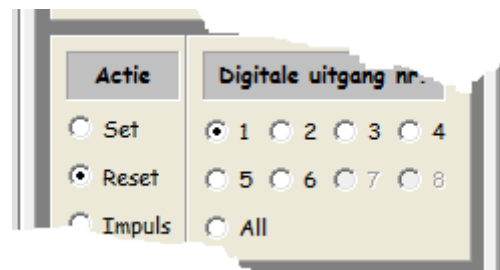 Actie
Set
Reset
Impuls
Digitale uitgang nr.
1 2 3 4
5 6 7 8
All